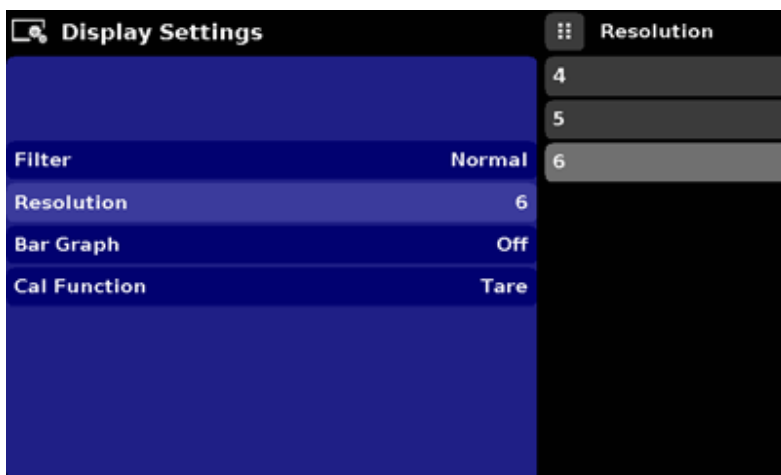 Display Settings
Filter Normal
Resolution 6
Bar Graph Off
Cal Function Tare
Resolution
4
5
6